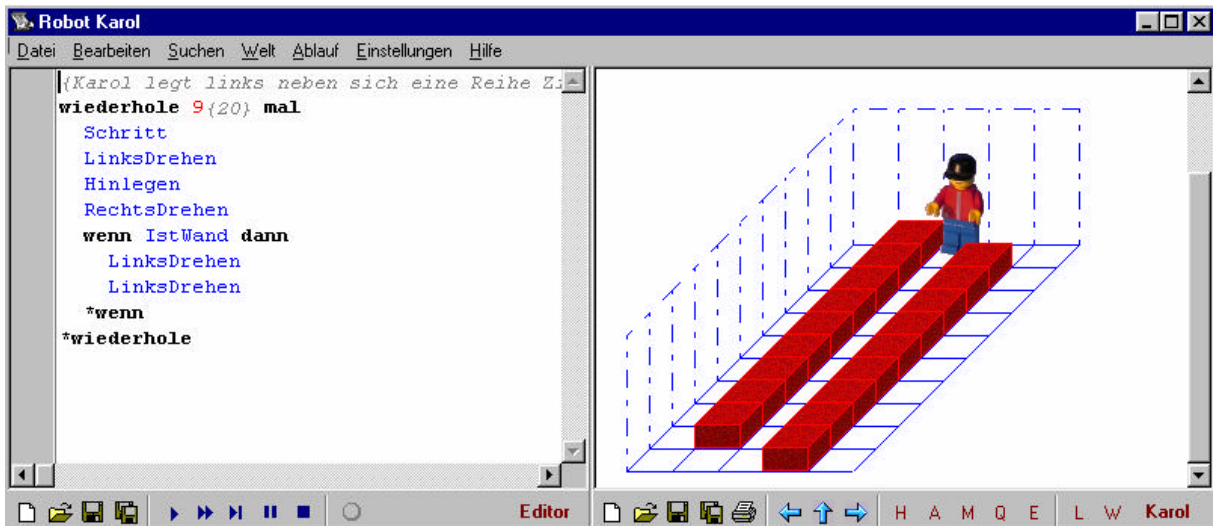 Robot Karol
Datei Bearbeiten Suchen Welt Ablauf Einstellungen Hilfe
{Karol legt links neben sich eine Reihe Zi
wiederhole 9{20} mal
Schritt
LinksDrehen
Hinlegen
RechtsDrehen
wenn IstWand dann
LinksDrehen
LinksDrehen
*wenn
*wiederhole
Editor
H A M Q E L W Karol